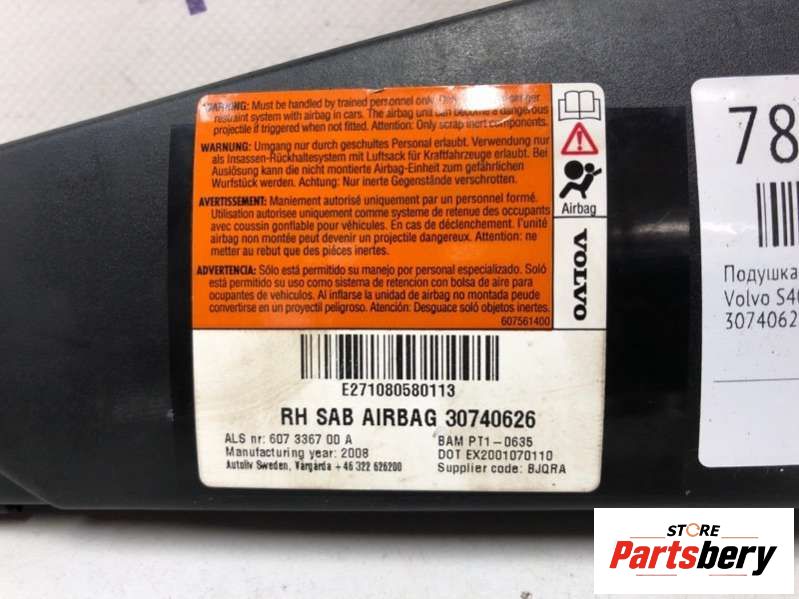 WARNING: Must be handled by trained personnel only. Only
restraint system with airbag in cars. The airbag unit can become a dangerous
projectile if triggered when not fitted. Attention: Only scrap inert components.
WARNUNG: Umgang nur durch geschultes Personal erlaubt. Verwendung nur
als Insassen-Rückhaltesystem mit Luftsack für Kraftfahrzeuge erlaubt. Bei
Auslösung kann die nicht montierte Airbag-Einheit zum gefährlichen
Wurfstück werden. Achtung: Nur inerte Gegenstände verschrotten.
AVERTISSEMENT: Maniement autorisé uniquement par un personnel formé.
Utilisation autorisee uniquement comme systeme de retenue des occupants
avec coussin gonflable pour véhicules. En cas de déclenchement. l'unité
airbag non montée peut devenir un projectile dangereux. Attention : ne
metter au rebut que des piéces inertes.
ADVERTENCIA: Sólo está permitido su manejo por personal especializado. Soló
está permitido su uso como sistema de retención con bolsa de aire para
ocupantes de vehículos. Al inflarse la unidad de airbag no montada peude
convertirse en un proyectil peligroso. Atención: Desguace soló objetos inertes.
607561400
Airbag
VOLVO
E271080580113
RH SAB AIRBAG 30740626
ALS nr: 607 3367 00 A
BAM PT1-0635
Manufacturing year: 2008
DOT EX2001070110
Autoliv Sweden, Vårgårda +46 322 626200
Supplier code: BJQRA
78
Подушка
Volvo S40
3074062
STORE
Partsbery